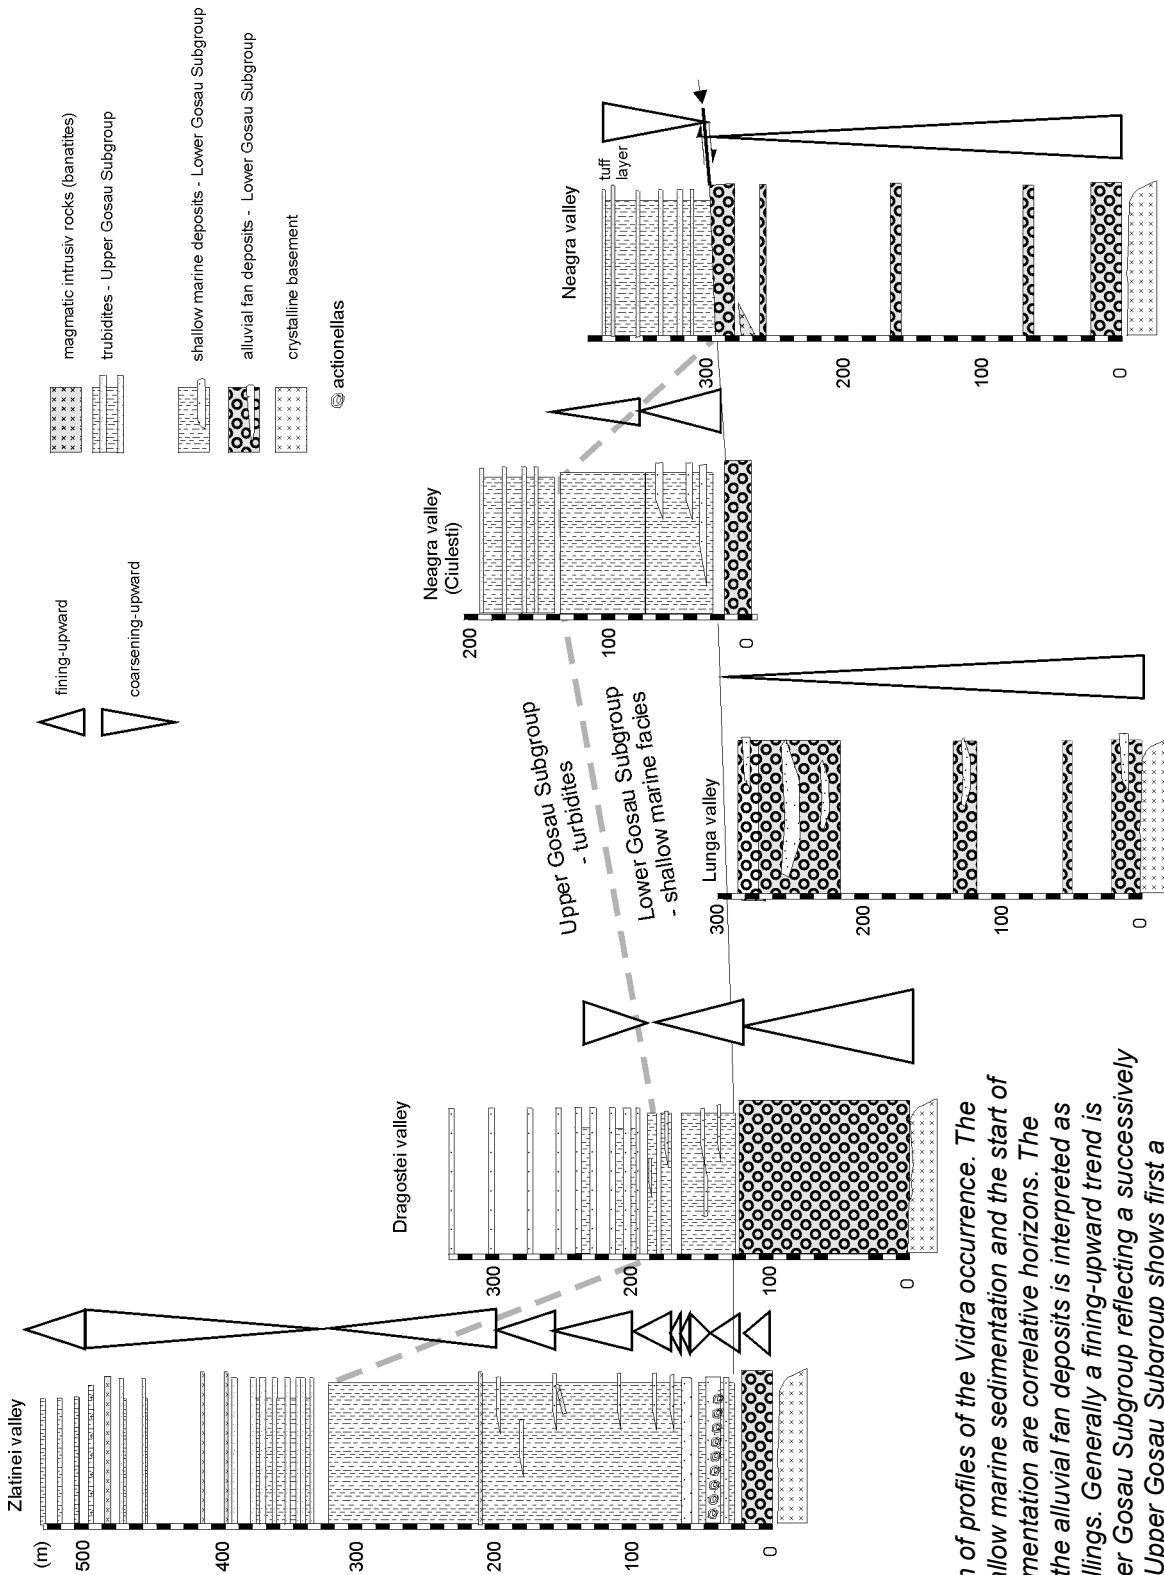 magmatic intrusiv rocks (banatites)
trubidites - Upper Gosau Subgroup
shallow marine deposits - Lower Gosau Subgroup
alluvial fan deposits - Lower Gosau Subgroup
crystalline basement
actionellas
fining-upward
coarsening-upward
Zlatinei valley
(m)
500
400
300
200
100
0
Dragostei valley
300
200
100
0
Upper Gosau Subgroup
- turbidites
Lower Gosau Subgroup
- shallow marine facies
Lunga valley
300
200
100
0
Neagra valley
(Ciulesti)
200
100
0
Neagra valley
tuff
layer
300
200
100
0
n of profiles of the Vidra occurrence. The
allow marine sedimentation and the start of
mentation are correlative horizons. The
the alluvial fan deposits is interpreted as
llings. Generally a fining-upward trend is
er Gosau Subgroup reflecting a successively
Upper Gosau Subgroup shows first a